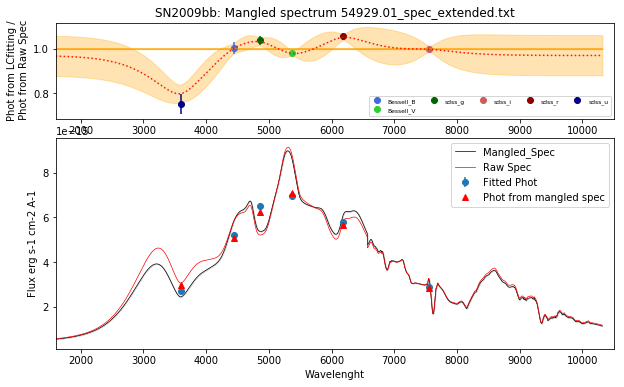 SN2009bb: Mangled spectrum 54929.01_spec_extended.txt
Phot from LCfitting /
Phot from Raw Spec
1.0
0.8
Bessell_B
Bessell_V
sdss_g
sdss_i
sdss_r
sdss_u
2000 3000 4000 5000 6000 7000 8000 9000 10000
1e-15
Flux erg s-1 cm-2 A-1
8
6
4
2
Mangled_Spec
Raw Spec
Fitted Phot
Phot from mangled spec
2000 3000 4000 5000 6000 7000 8000 9000 10000
Wavelenght